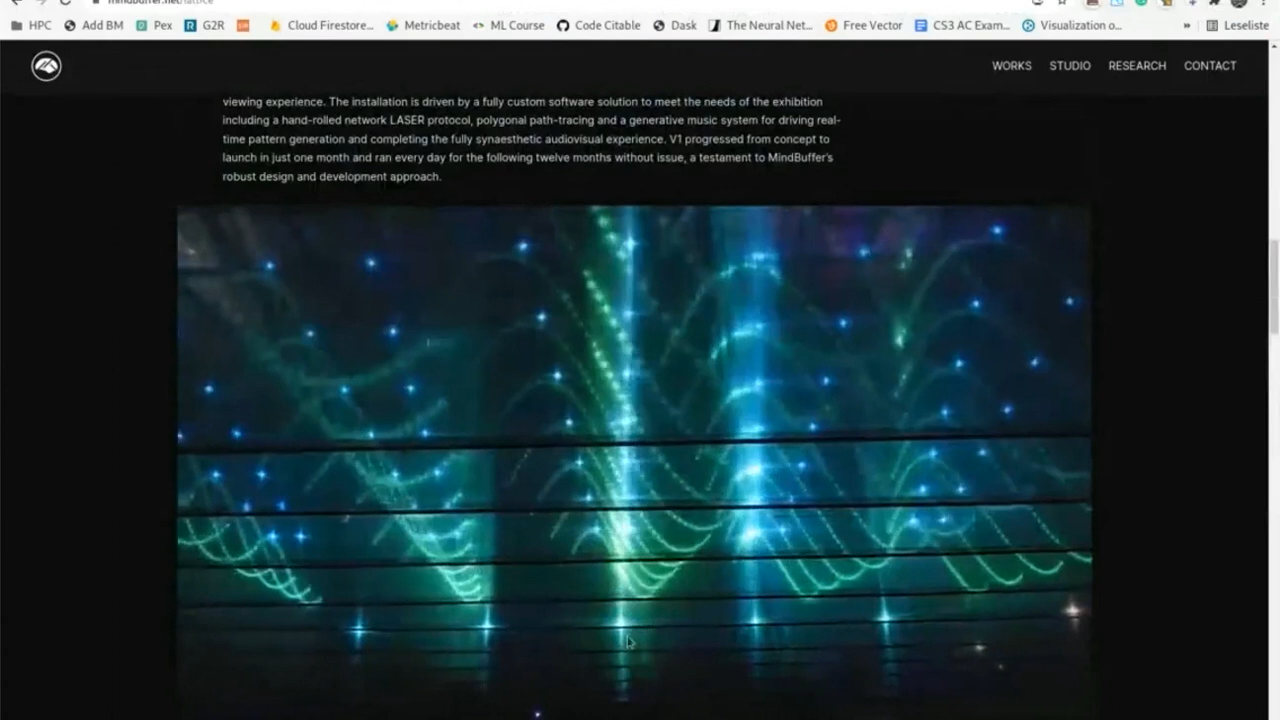 HPC Add BM Pex G2R Cloud Firestore... Metricbeat ML Course Code Citable Dask The Neural Net... Free Vector CS3 AC Exam... Visualization o... » Leseliste
WORKS STUDIO RESEARCH CONTACT
viewing experience. The installation is driven by a fully custom software solution to meet the needs of the exhibition
including a hand-rolled network LASER protocol, polygonal path-tracing and a generative music system for driving real-
time pattern generation and completing the fully synaesthetic audiovisual experience. V1 progressed from concept to
launch in just one month and ran every day for the following twelve months without issue, a testament to MindBuffer's
robust design and development approach.